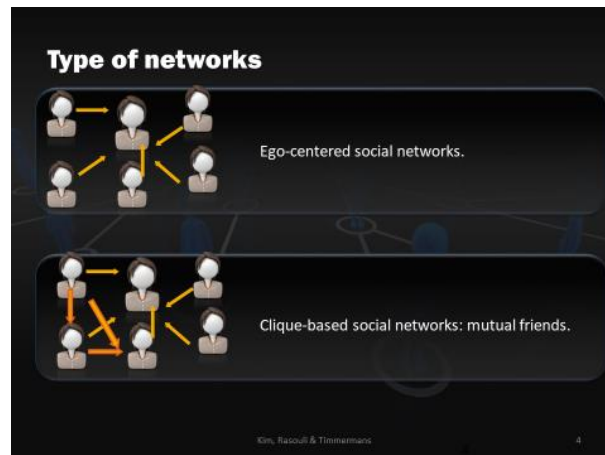 Type of networks
Ego-centered social networks.
Clique-based social networks: mutual friends.
Kim, Rasouli & Timmermans
4